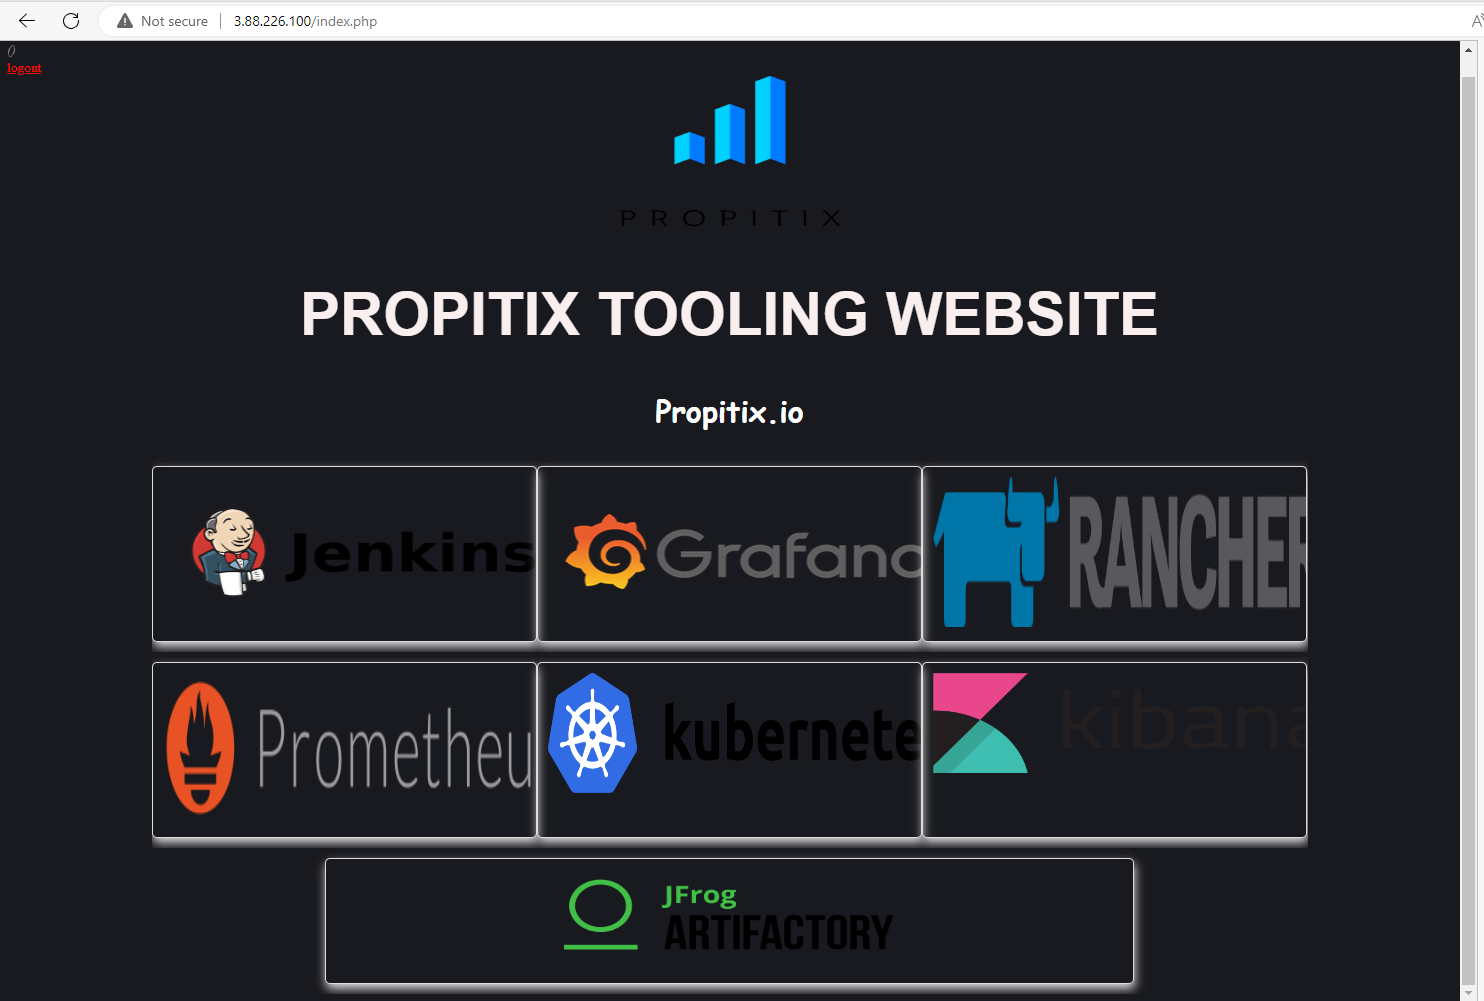 Not secure 3.88.226.100/index.php
()
logout
PROPITIX
PROPITIX TOOLING WEBSITE
Propitix.io
Jenkins Grafana RANCHER
Prometheu kubernete kibana
JFrog
ARTIFACTORY